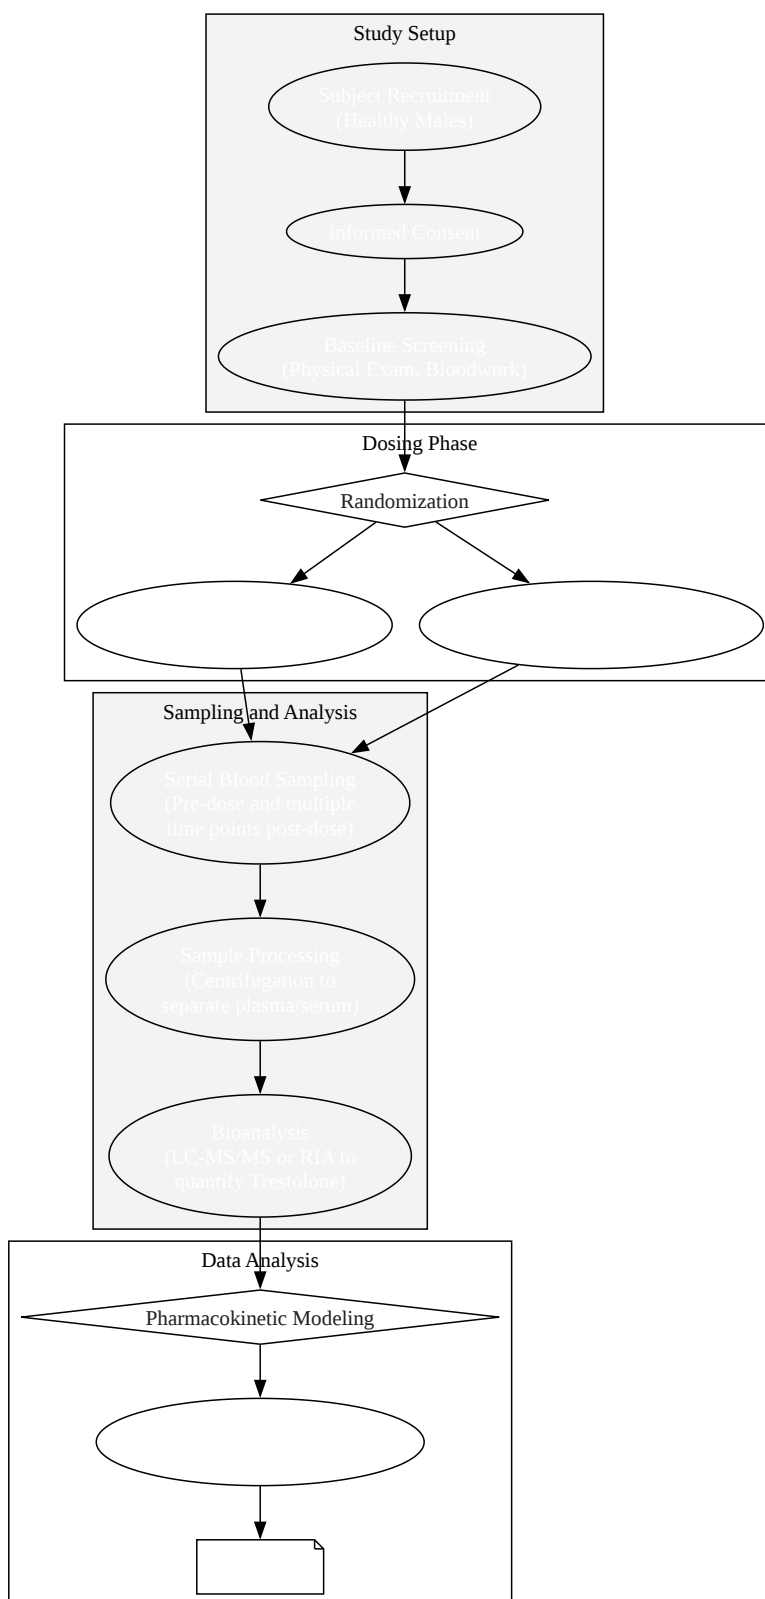 Study Setup
Subject Recruitment
(Healthy Males)
Informed Consent
Baseline Screening
(Physical Exam, Bloodwork)
Dosing Phase
Randomization
Sampling and Analysis
Serial Blood Sampling
(Pre-dose and multiple
time points post-dose)
Sample Processing
(Centrifugation to
separate plasma/serum)
Bioanalysis
(LC-MS/MS or RIA to
quantify Trestolone)
Data Analysis
Pharmacokinetic Modeling